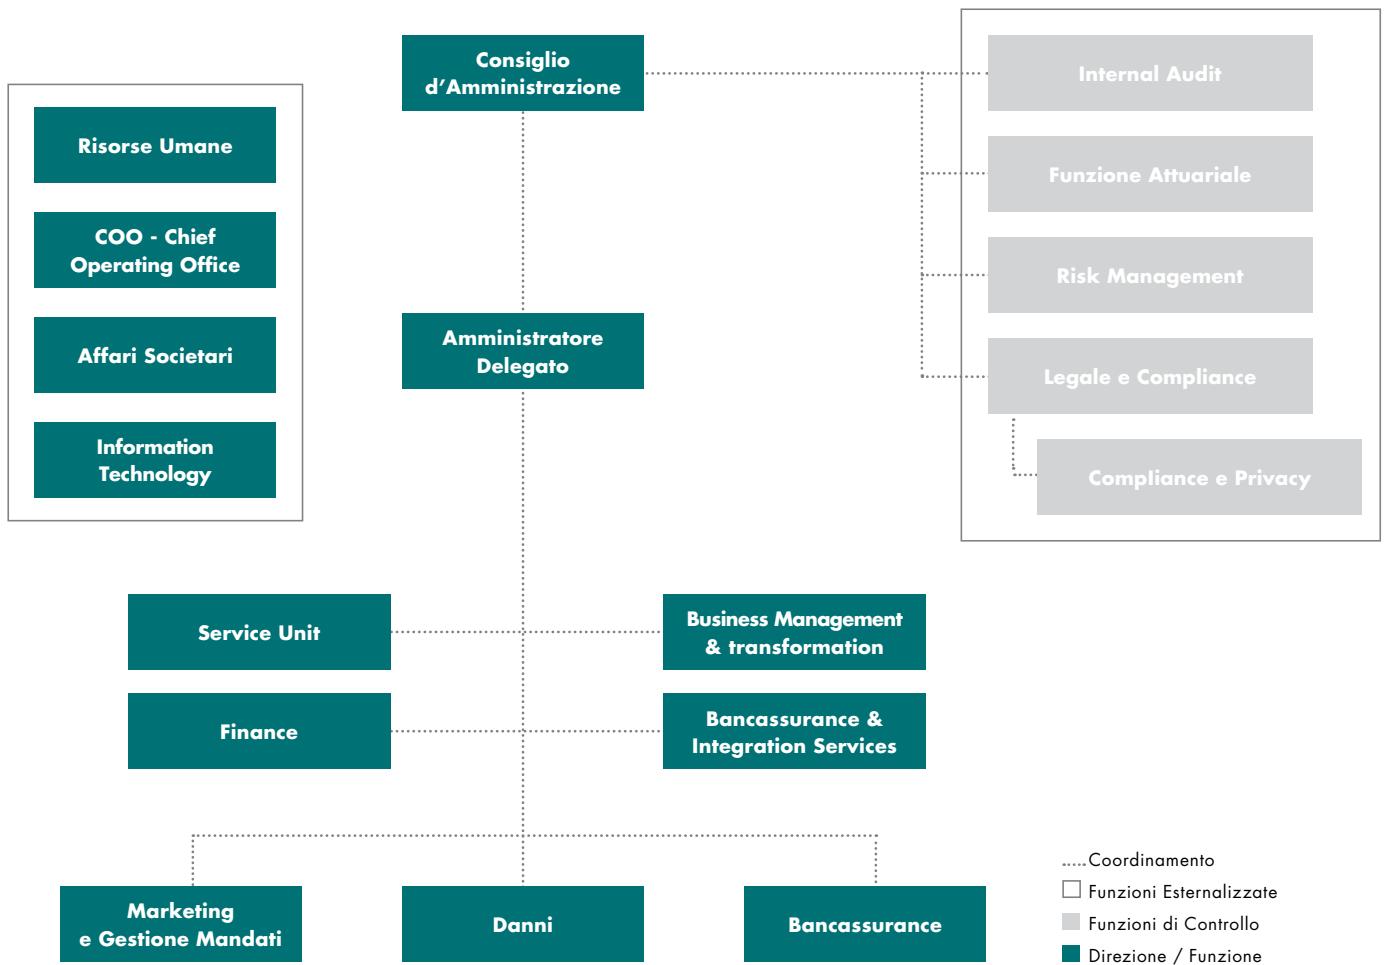 Consiglio
d'Amministrazione
Internal Audit
Risorse Umane
Funzione Attuariale
COO - Chief
Operating Office
Risk Management
Amministratore
Delegato
Affari Societari
Legale e Compliance
Information
Technology
Compliance e Privacy
Service Unit
Business Management
& transformation
Finance
Bancassurance &
Integration Services
Marketing
e Gestione Mandati
Danni
Bancassurance
Coordinamento
Funzioni Esternalizzate
Funzioni di Controllo
Direzione / Funzione